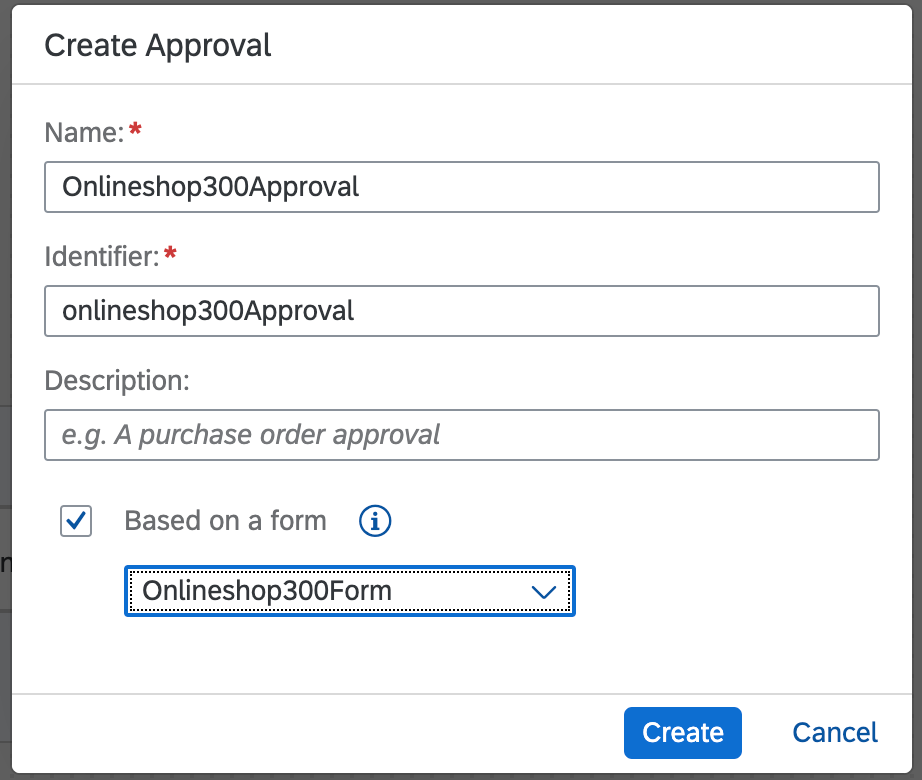 Create Approval
Name: *
Onlineshop300Approval
Identifier: *
onlineshop300Approval
Description:
e.g. A purchase order approval
Based on a form
Onlineshop300Form
Create Cancel